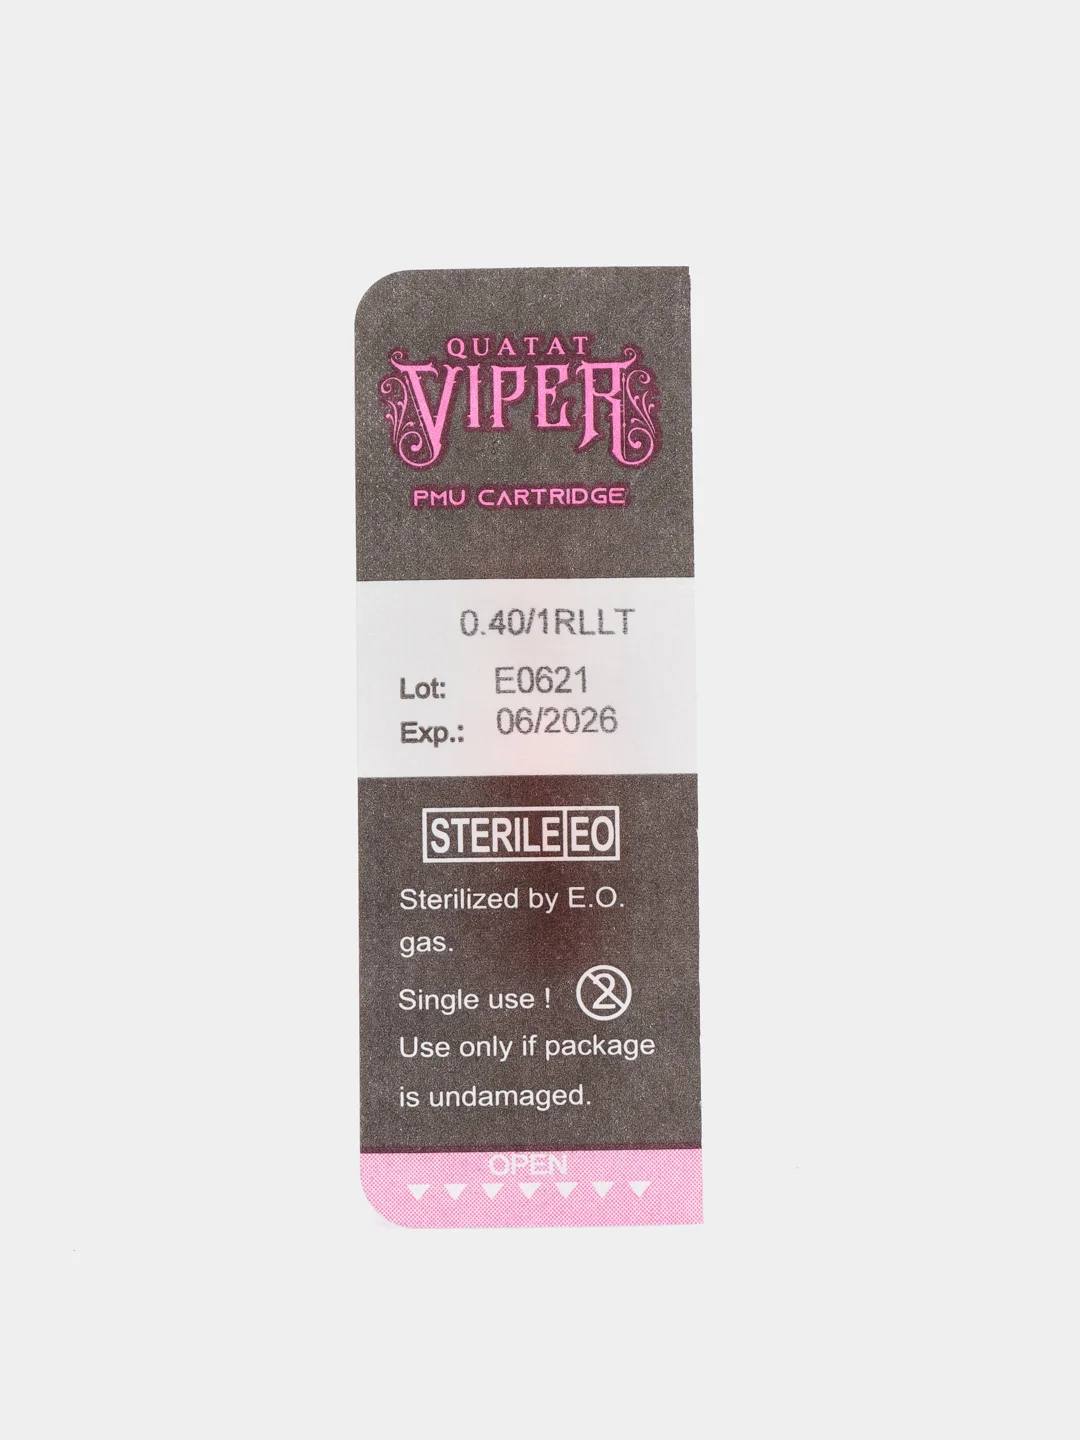 QUATAT
VIPER
PMU CARTRIDGE
0.40/1RLLT
Lot: E0621
Exp.: 06/2026
STERILE EO
Sterilized by E.O.
gas.
Single use ! 2
Use only if package
is undamaged.
OPEN